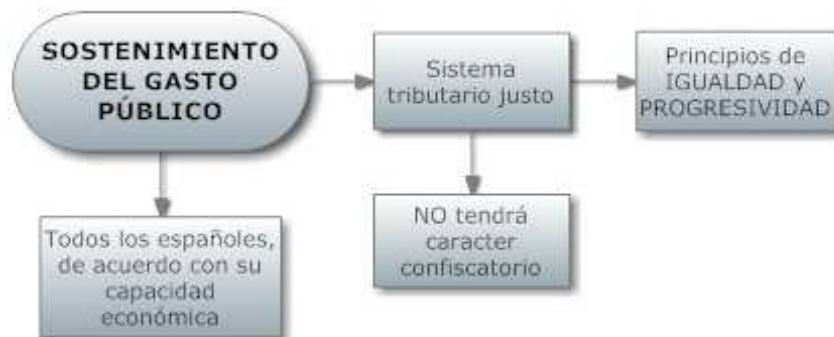 SOSTENIMIENTO
DEL GASTO
PÚBLICO
Sistema
tributario justo
Principios de
IGUALDAD y
PROGRESIVIDAD
Todos los españoles,
de acuerdo con su
capacidad
económica
NO tendrá
caracter
confiscatorio